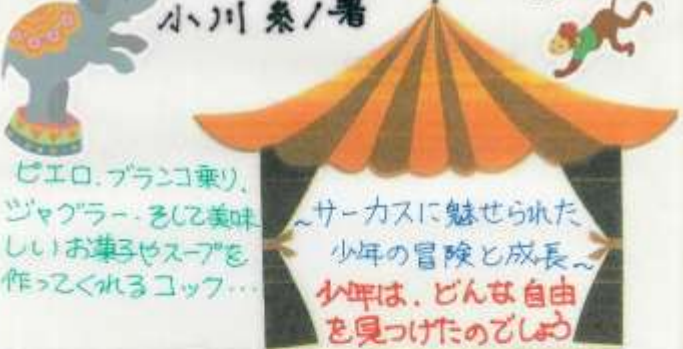 小川糸/著
ピエロ、ブランコ乗り、
ジャグラー、そして美味
しいお菓子やスープを
作ってくれるコック…
～サーカスに魅せられた
少年の冒険と成長～
少年は、どんな自由
を見つけたのでしょう